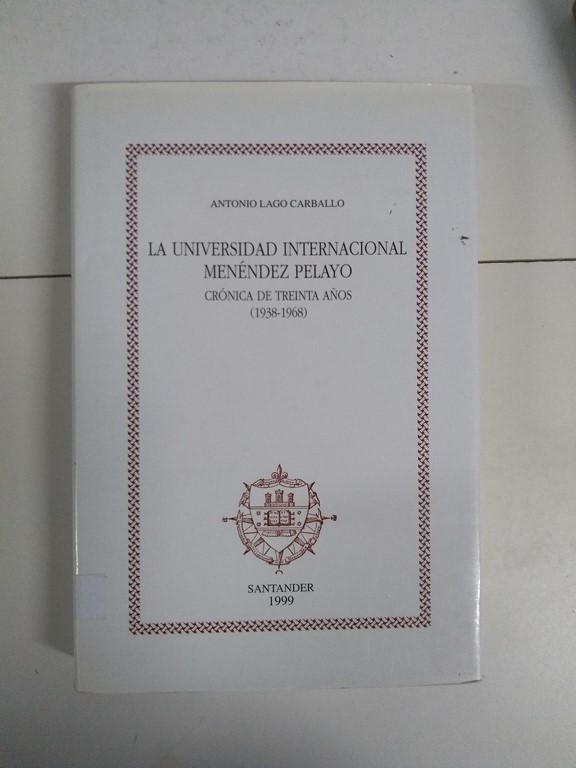 ANTONIO LAGO CARBALLO
LA UNIVERSIDAD INTERNACIONAL
MENÉNDEZ PELAYO
CRÓNICA DE TREINTA AÑOS
(1938-1968)
SANTANDER
1999